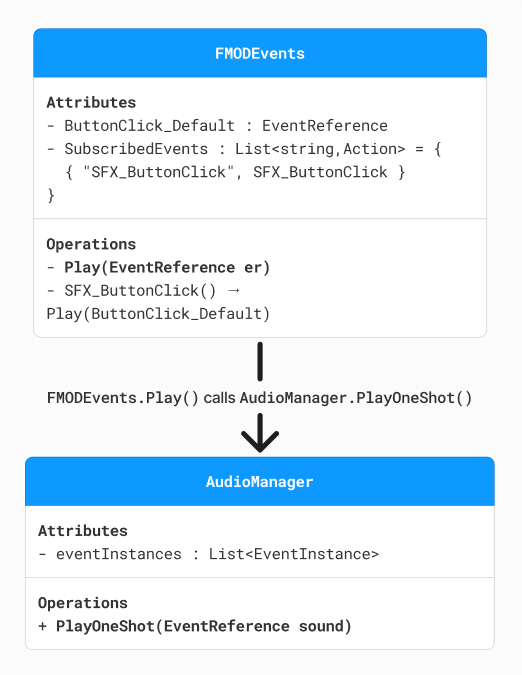 FMODEvents
Attributes
- ButtonClick_Default : EventReference
- SubscribedEvents : List<string,Action> = {
{ "SFX_ButtonClick", SFX_ButtonClick }
}
Operations
- Play(EventReference er)
- SFX_ButtonClick() →
Play(ButtonClick_Default)
FMODEvents.Play() calls AudioManager.PlayOneShot()
AudioManager
Attributes
- eventInstances : List<EventInstance>
Operations
+ PlayOneShot(EventReference sound)